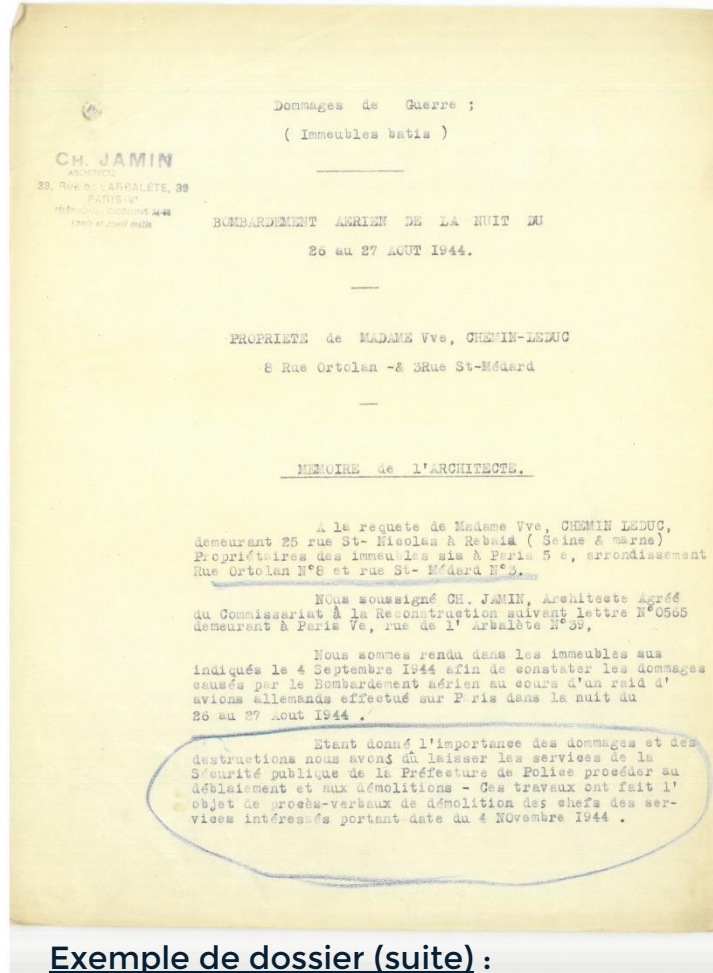 Dommages de Guerre ;
( Immeubles batis )
CH. JAMIN
ARCHITECTE
39, RUE DE L'ARBALÈTE, 39
PARIS-Vᵉ
BOMBARDEMENT AERIEN DE LA NUIT DU
26 au 27 AOUT I944.
PROPRIETE de MADAME Vve, CHEMIN-LEDUC
8 Rue Ortolan -& 3Rue St-Médard
MEMOIRE de l'ARCHITECTE.
A la requete de Madame Vve, CHEMIN LEDUC,
demeurant 25 rue St- Nicolas à Rebais ( Seine & marne)
Propriétaires des immeubles sis à Paris 5 e, arrondissement
Rue Ortolan N°8 et rue St- Médard N°3.
NOus soussigné CH. JAMIN, Architecte Agréé
du Commissariat à la Reconstruction suivant lettre N°0565
demeurant à Paris Ve, rue de l' Arbalète N°39,
Nous sommes rendu dans les immeubles sus
indiqués le 4 Septembre I944 afin de constater les dommages
causés par le Bombardement aérien au cours d'un raid d'
avions allemands effectué sur P ris dans la nuit du
26 au 27 Aout I944 .
Etant donné l'importance des dommages et des
destructions nous avons dû laisser les services de la
Sécurité publique de la Préfecture de Police procéder au
déblaiement et aux démolitions - Ces travaux ont fait l'
objet de procès-verbaux de démolition des chefs des ser-
vices intéressés portant date du 4 NOvembre I944 .
Exemple de dossier (suite) :